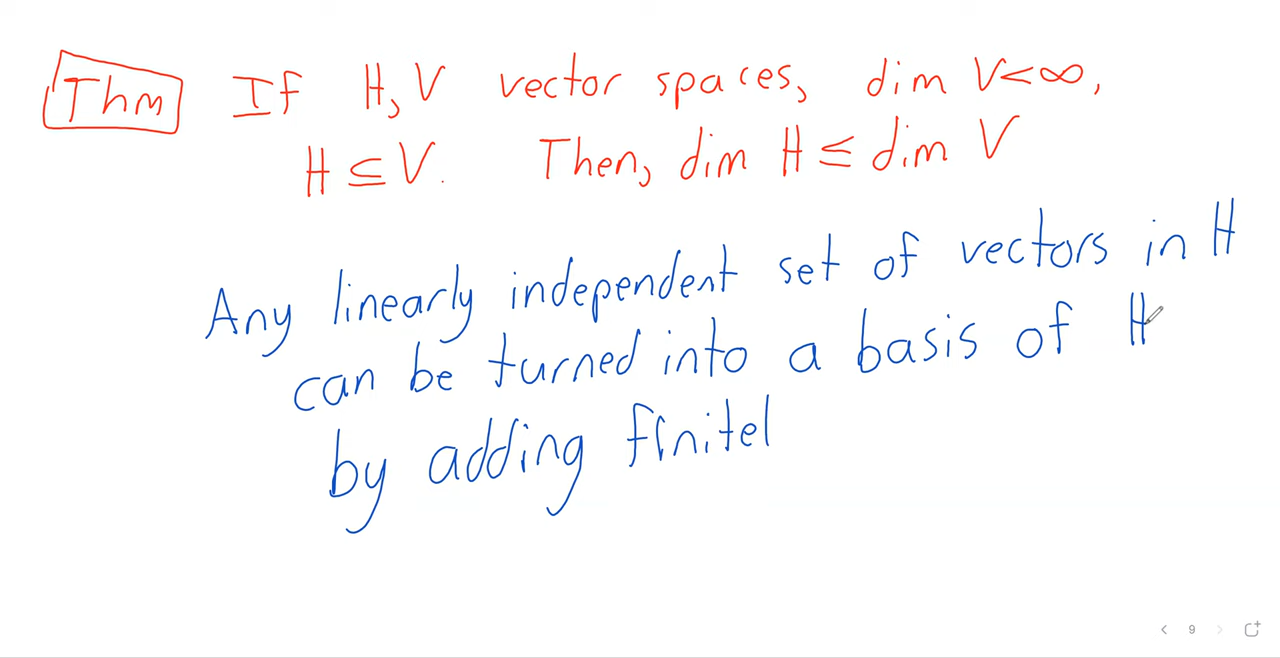 Thm If H, V vector spaces, dim V<∞,
H ⊆ V. Then, dim H ≤ dim V
Any linearly independent set of vectors in H
can be turned into a basis of H
by adding finitel
9